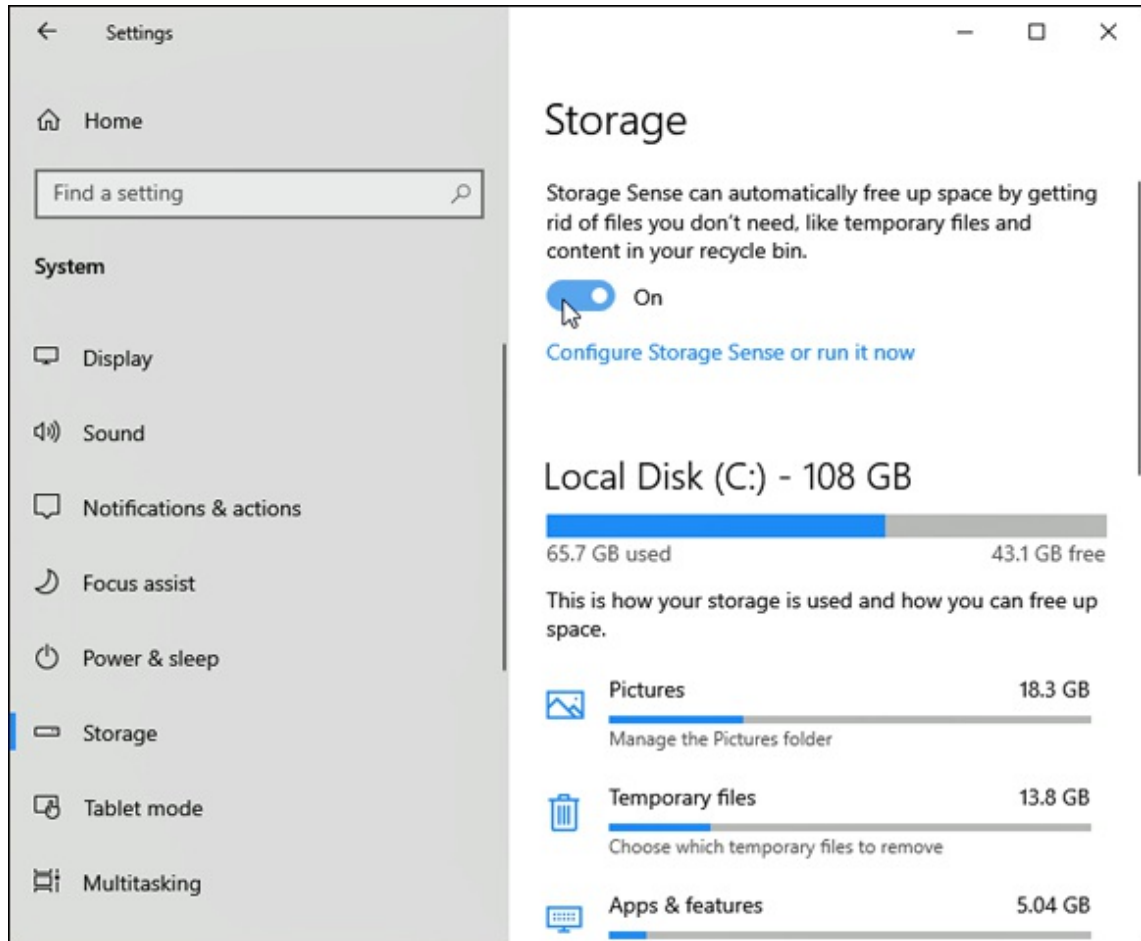 Settings
Home
Find a setting
System
Display
Sound
Notifications & actions
Focus assist
Power & sleep
Storage
Tablet mode
Multitasking
Storage
Storage Sense can automatically free up space by getting
rid of files you don't need, like temporary files and
content in your recycle bin.
On
Configure Storage Sense or run it now
Local Disk (C:) - 108 GB
65.7 GB used 43.1 GB free
This is how your storage is used and how you can free up
space.
Pictures 18.3 GB
Manage the Pictures folder
Temporary files 13.8 GB
Choose which temporary files to remove
Apps & features 5.04 GB